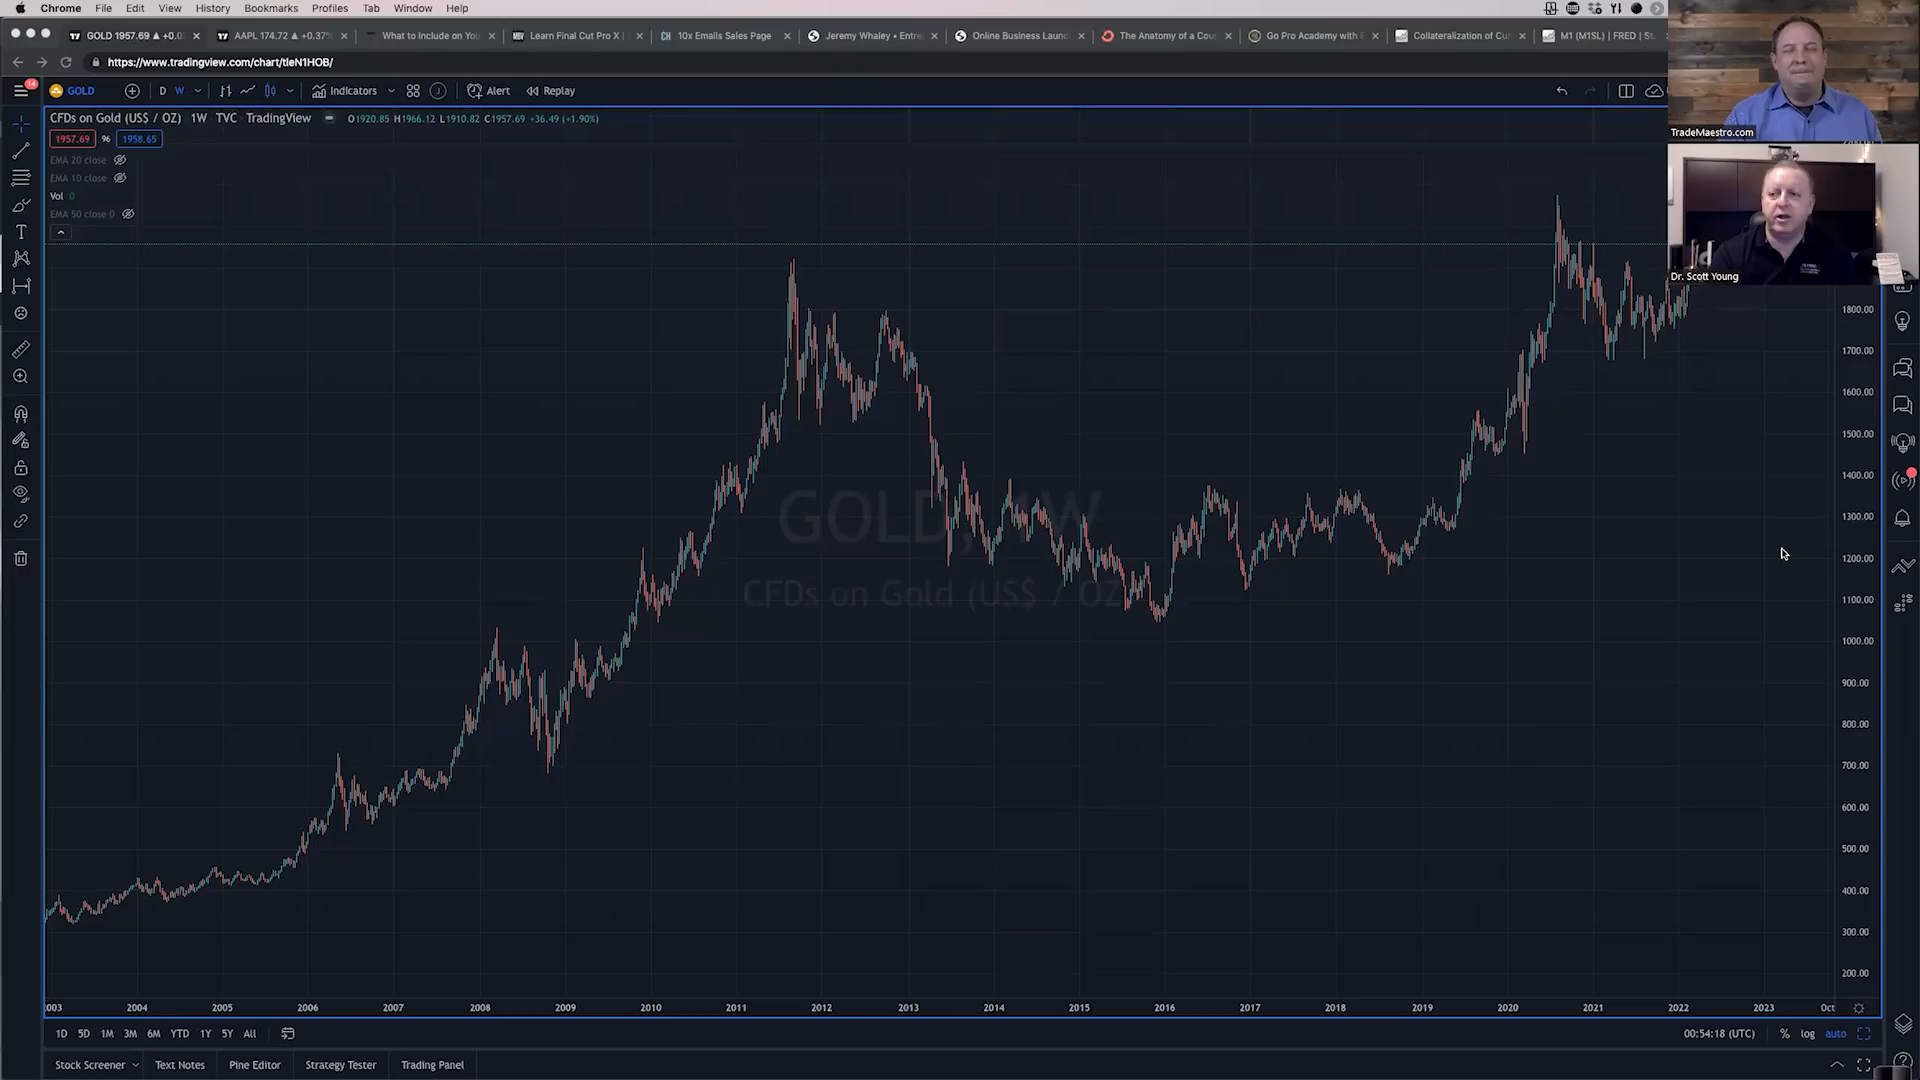 Chrome File Edit View History Bookmarks Profiles Tab Window Help
GOLD 1957.69 ▲ +0.0
AAPL 174.72 ▲ +0.37%
What to Include on You
Learn Final Cut Pro X |
10x Emails Sales Page
Jeremy Whaley • Entre
Online Business Launc
The Anatomy of a Cou
Go Pro Academy with
Collateralization of Cu
M1 (M1SL) | FRED | St.
https://www.tradingview.com/chart/tleN1HOB/
14
GOLD D W Indicators Alert Replay
CFDs on Gold (US$ / OZ) 1W TVC TradingView O1920.85 H1966.12 L1910.82 C1957.69 +36.49 (+1.90%)
1957.69 % 1958.65
EMA 20 close
EMA 10 close
Vol 0
EMA 50 close 0
TradeMaestro.com
Dr. Scott Young
GOLD, 1W
CFDs on Gold (US$ / OZ
1800.00
1700.00
1600.00
1500.00
1400.00
1300.00
1200.00
1100.00
1000.00
900.00
800.00
700.00
600.00
500.00
400.00
300.00
200.00
:003 2004 2005 2006 2007 2008 2009 2010 2011 2012 2013 2014 2015 2016 2017 2018 2019 2020 2021 2022 2023 Oct
1D 5D 1M 3M 6M YTD 1Y 5Y All
00:54:18 (UTC) % log auto
Stock Screener Text Notes Pine Editor Strategy Tester Trading Panel